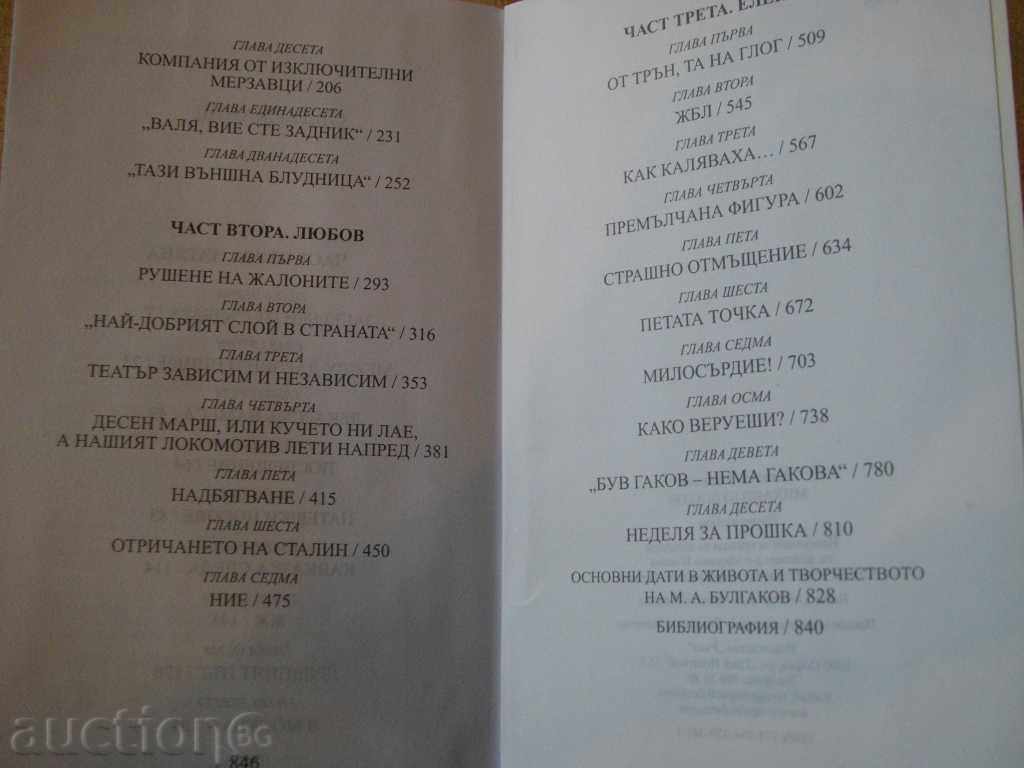 ГЛАВА ДЕСЕТА
КОМПАНИЯ ОТ ИЗКЛЮЧИТЕЛНИ
МЕРЗАВЦИ / 206
ГЛАВА ЕДИНАДЕСЕТА
„ВАЛЯ, ВИЕ СТЕ ЗАДНИК“ / 231
ГЛАВА ДВАНАДЕСЕТА
„ТАЗИ ВЪНШНА БЛУДНИЦА“ / 252
ЧАСТ ВТОРА. ЛЮБОВ
ГЛАВА ПЪРВА
РУШЕНЕ НА ЖАЛОНИТЕ / 293
ГЛАВА ВТОРА
„НАЙ-ДОБРИЯТ СЛОЙ В СТРАНАТА“ / 316
ГЛАВА ТРЕТА
ТЕАТЪР ЗАВИСИМ И НЕЗАВИСИМ / 353
ГЛАВА ЧЕТВЪРТА
ДЕСЕН МАРШ, ИЛИ КУЧЕТО НИ ЛАЕ,
А НАШИЯТ ЛОКОМОТИВ ЛЕТИ НАПРЕД / 381
ГЛАВА ПЕТА
НАДБЯГВАНЕ / 415
ГЛАВА ШЕСТА
ОТРИЧАНЕТО НА СТАЛИН / 450
ГЛАВА СЕДМА
НИЕ / 475
846
ЧАСТ ТРЕТА.
ГЛАВА ПЪРВА
ОТ ТРЪН, ТА НА ГЛОГ / 509
ГЛАВА ВТОРА
ЖБЛ / 545
ГЛАВА ТРЕТА
КАК КАЛЯВАХА... / 567
ГЛАВА ЧЕТВЪРТА
ПРЕМЪЛЧАНА ФИГУРА / 602
ГЛАВА ПЕТА
СТРАШНО ОТМЪЩЕНИЕ / 634
ГЛАВА ШЕСТА
ПЕТАТА ТОЧКА / 672
ГЛАВА СЕДМА
МИЛОСЪРДИЕ! / 703
ГЛАВА ОСМА
КАКО ВЕРУЕШИ? / 738
ГЛАВА ДЕВЕТА
„БУВ ГАКОВ – НЕМА ГАКОВА“ / 780
ГЛАВА ДЕСЕТА
НЕДЕЛЯ ЗА ПРОШКА / 810
ОСНОВНИ ДАТИ В ЖИВОТА И ТВОРЧЕСТВОТО
НА М. А. БУЛГАКОВ / 828
БИБЛИОГРАФИЯ / 840
auction BG